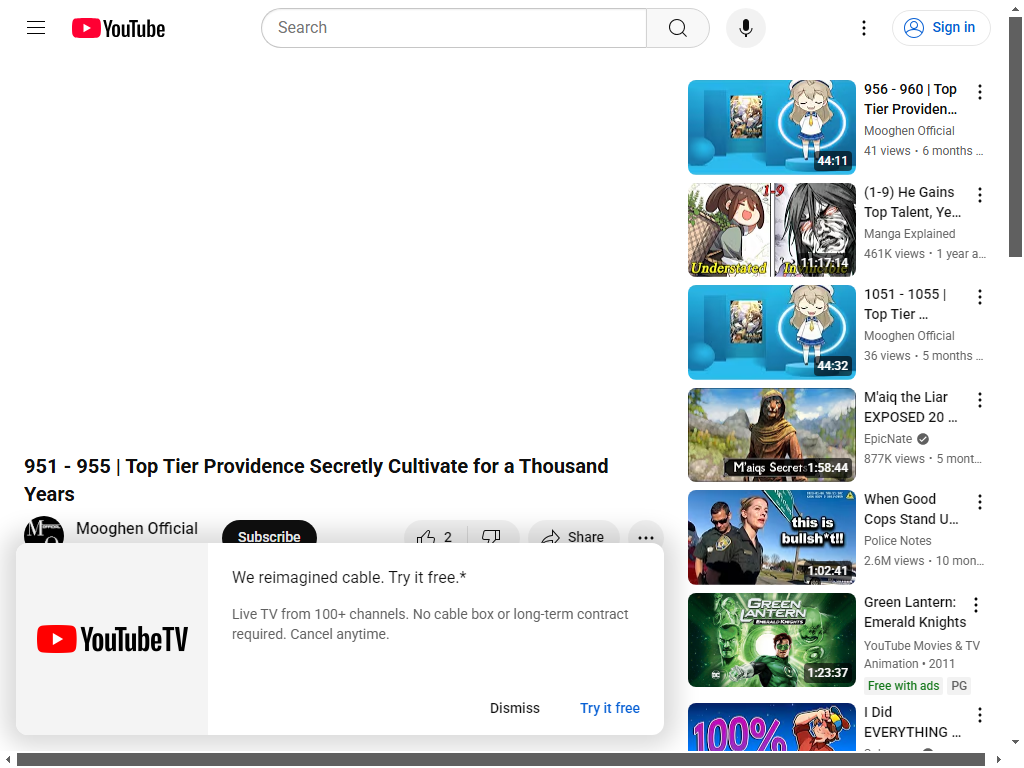 YouTube
Search
Sign in
951 - 955 | Top Tier Providence Secretly Cultivate for a Thousand
Years
Mooghen Official
Subscribe
2
Share
We reimagined cable. Try it free.*
Live TV from 100+ channels. No cable box or long-term contract
required. Cancel anytime.
YouTubeTV
Dismiss
Try it free
44:11
956 - 960 | Top
Tier Providen...
Mooghen Official
41 views • 6 months ...
1-9
Understated
Invincible
11:17:14
(1-9) He Gains
Top Talent, Ye...
Manga Explained
461K views • 1 year a...
44:32
1051 - 1055 |
Top Tier ...
Mooghen Official
36 views • 5 months ...
M'aiqs Secrets
1:58:44
M'aiq the Liar
EXPOSED 20 ...
EpicNate
877K views • 5 mont...
this is
bullsh*t!!
1:02:41
When Good
Cops Stand U...
Police Notes
2.6M views • 10 mon...
GREEN
LANTERN
EMERALD KNIGHTS
1:23:37
Green Lantern:
Emerald Knights
YouTube Movies & TV
Animation • 2011
Free with ads
PG
100%
I Did
EVERYTHING ...